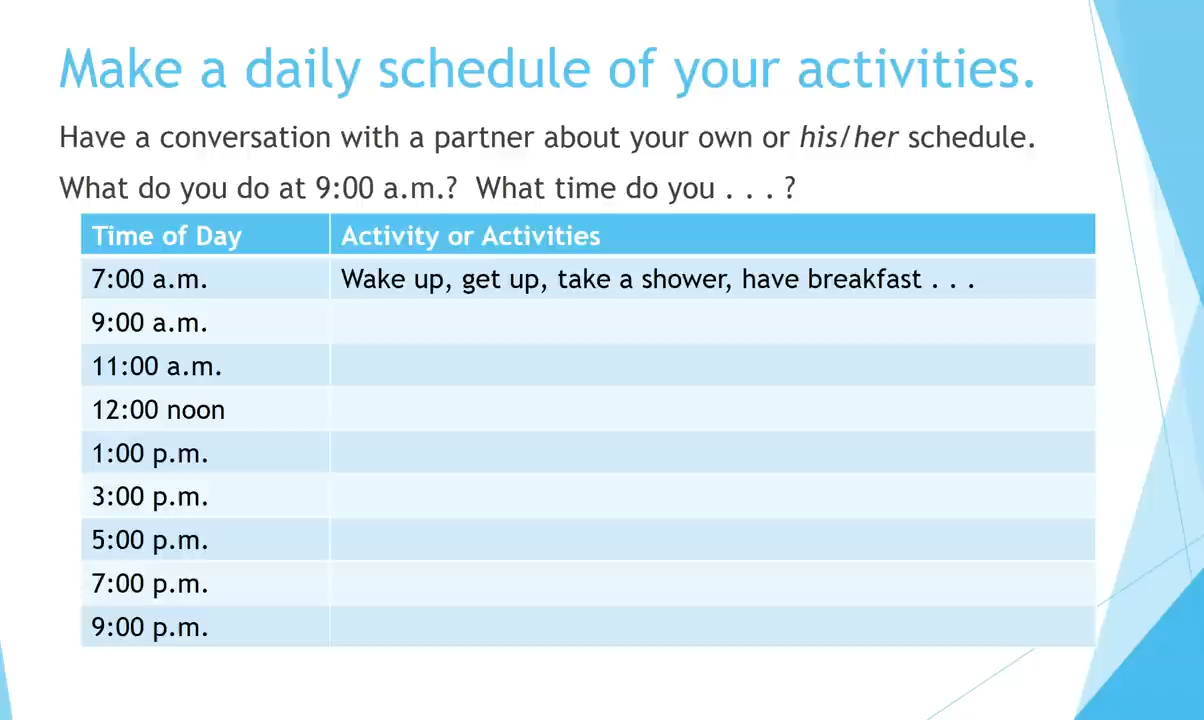 Make a daily schedule of your activities.
Have a conversation with a partner about your own or his/her schedule.
What do you do at 9:00 a.m.?  What time do you . . . ?
Time of Day Activity or Activities
7:00 a.m. Wake up, get up, take a shower, have breakfast . . .
9:00 a.m.
11:00 a.m.
12:00 noon
1:00 p.m.
3:00 p.m.
5:00 p.m.
7:00 p.m.
9:00 p.m.